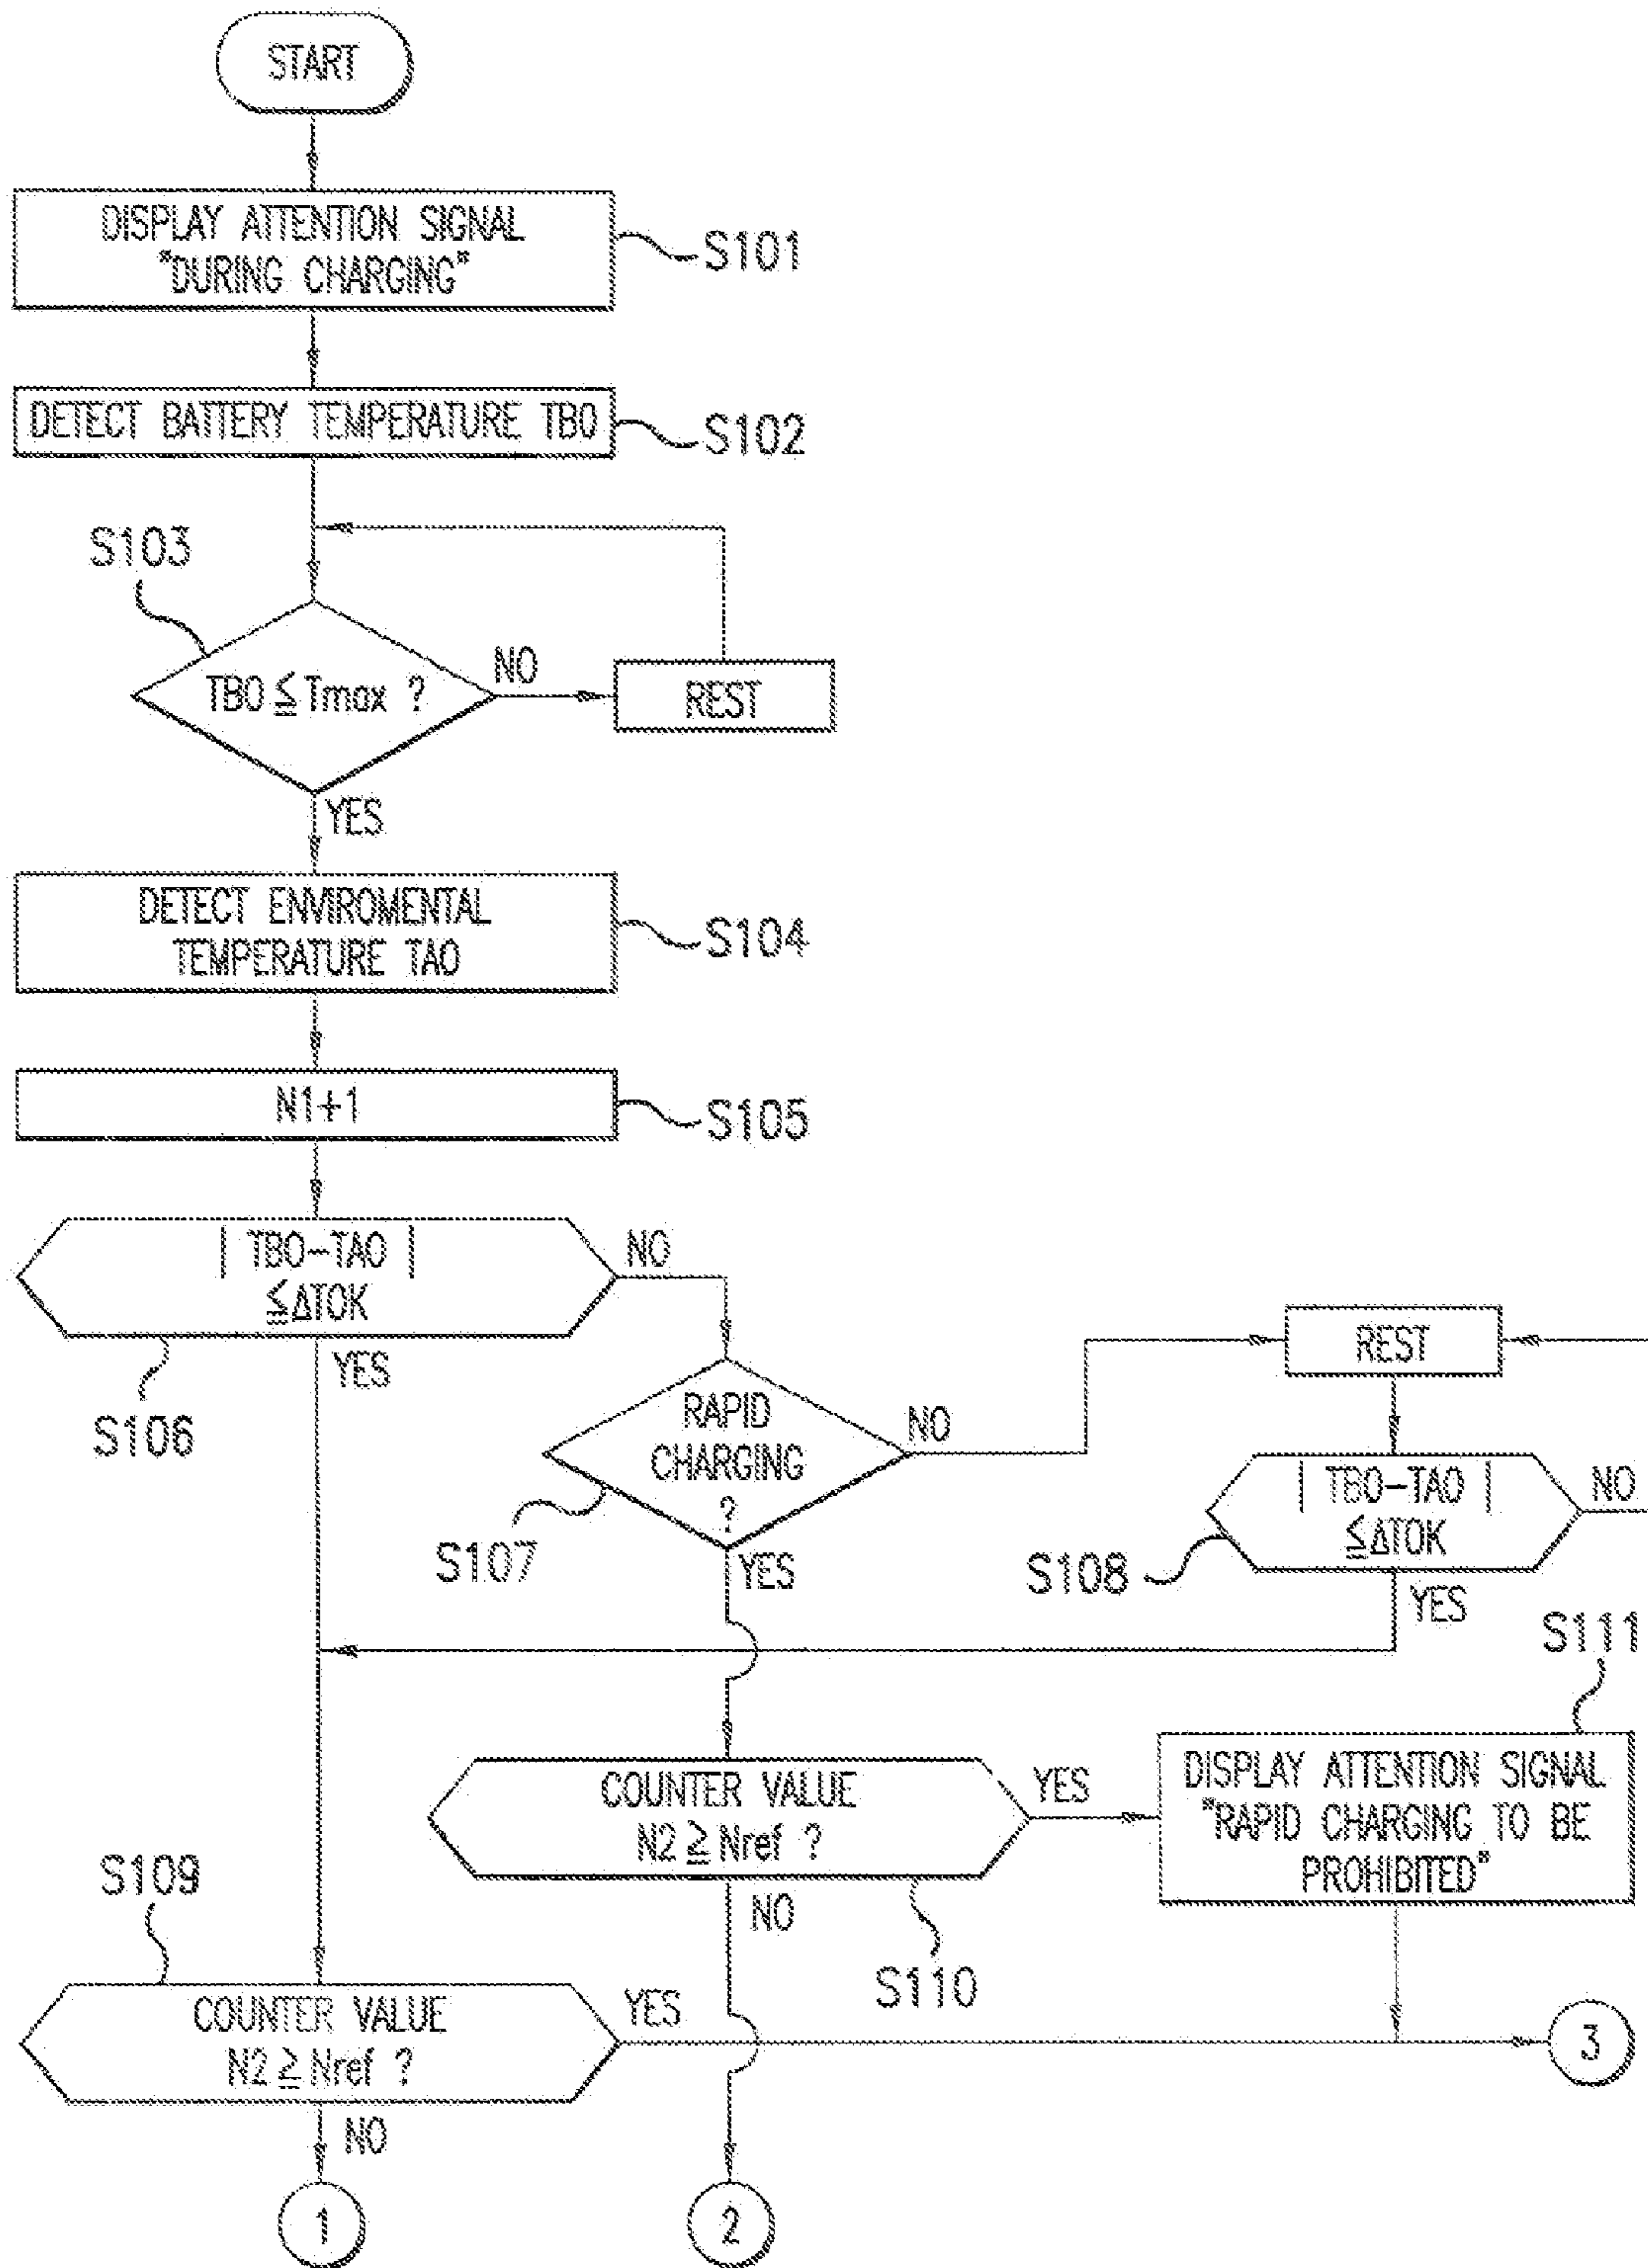 START
DISPLAY ATTENTION SIGNAL
"DURING CHARGING"
S101
DETECT BATTERY TEMPERATURE TB0
S102
S103
TB0 ≦ Tmax ?
NO
REST
YES
DETECT ENVIROMENTAL
TEMPERATURE TA0
S104
N1+1
S105
| TB0-TA0 |
≦ΔTOK
NO
YES
S106
RAPID
CHARGING
?
NO
YES
S107
REST
| TB0-TA0 |
≦ΔTOK
NO
YES
S108
S111
DISPLAY ATTENTION SIGNAL
"RAPID CHARGING TO BE
PROHIBITED"
COUNTER VALUE
N2 ≧ Nref ?
YES
NO
S110
S109
COUNTER VALUE
N2 ≧ Nref ?
YES
NO
3
1
2